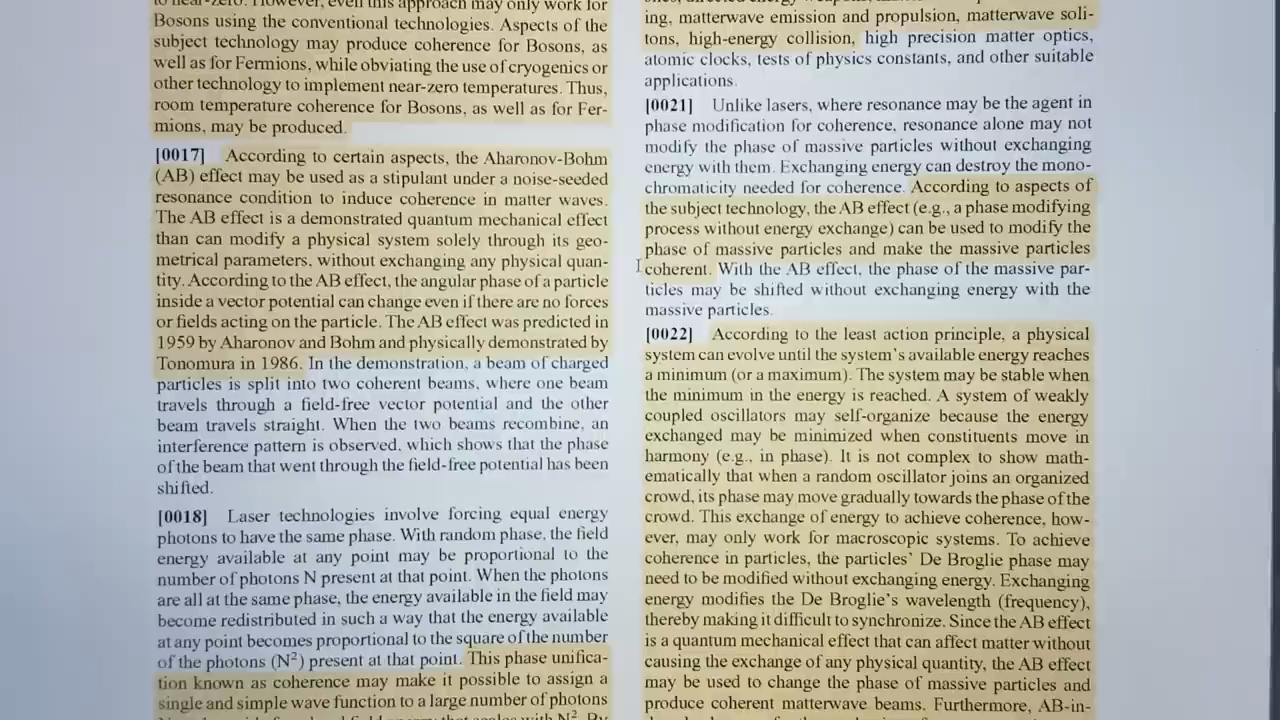 to near-zero. However, even this approach may only work for
Bosons using the conventional technologies. Aspects of the
subject technology may produce coherence for Bosons, as
well as for Fermions, while obviating the use of cryogenics or
other technology to implement near-zero temperatures. Thus,
room temperature coherence for Bosons, as well as for Fer-
mions, may be produced.
[0017] According to certain aspects, the Aharonov-Bohm
(AB) effect may be used as a stipulant under a noise-seeded
resonance condition to induce coherence in matter waves.
The AB effect is a demonstrated quantum mechanical effect
than can modify a physical system solely through its geo-
metrical parameters, without exchanging any physical quan-
tity. According to the AB effect, the angular phase of a particle
inside a vector potential can change even if there are no forces
or fields acting on the particle. The AB effect was predicted in
1959 by Aharonov and Bohm and physically demonstrated by
Tonomura in 1986. In the demonstration, a beam of charged
particles is split into two coherent beams, where one beam
travels through a field-free vector potential and the other
beam travels straight. When the two beams recombine, an
interference pattern is observed, which shows that the phase
of the beam that went through the field-free potential has been
shifted.
[0018] Laser technologies involve forcing equal energy
photons to have the same phase. With random phase, the field
energy available at any point may be proportional to the
number of photons N present at that point. When the photons
are all at the same phase, the energy available in the field may
become redistributed in such a way that the energy available
at any point becomes proportional to the square of the number
of the photons (N²) present at that point. This phase unifica-
tion known as coherence may make it possible to assign a
single and simple wave function to a large number of photons
ing, matterwave emission and propulsion, matterwave soli-
tons, high-energy collision, high precision matter optics,
atomic clocks, tests of physics constants, and other suitable
applications.
[0021] Unlike lasers, where resonance may be the agent in
phase modification for coherence, resonance alone may not
modify the phase of massive particles without exchanging
energy with them. Exchanging energy can destroy the mono-
chromaticity needed for coherence. According to aspects of
the subject technology, the AB effect (e.g., a phase modifying
process without energy exchange) can be used to modify the
phase of massive particles and make the massive particles
coherent. With the AB effect, the phase of the massive par-
ticles may be shifted without exchanging energy with the
massive particles.
[0022] According to the least action principle, a physical
system can evolve until the system's available energy reaches
a minimum (or a maximum). The system may be stable when
the minimum in the energy is reached. A system of weakly
coupled oscillators may self-organize because the energy
exchanged may be minimized when constituents move in
harmony (e.g., in phase). It is not complex to show math-
ematically that when a random oscillator joins an organized
crowd, its phase may move gradually towards the phase of the
crowd. This exchange of energy to achieve coherence, how-
ever, may only work for macroscopic systems. To achieve
coherence in particles, the particles' De Broglie phase may
need to be modified without exchanging energy. Exchanging
energy modifies the De Broglie's wavelength (frequency),
thereby making it difficult to synchronize. Since the AB effect
is a quantum mechanical effect that can affect matter without
causing the exchange of any physical quantity, the AB effect
may be used to change the phase of massive particles and
produce coherent matterwave beams. Furthermore, AB-in-